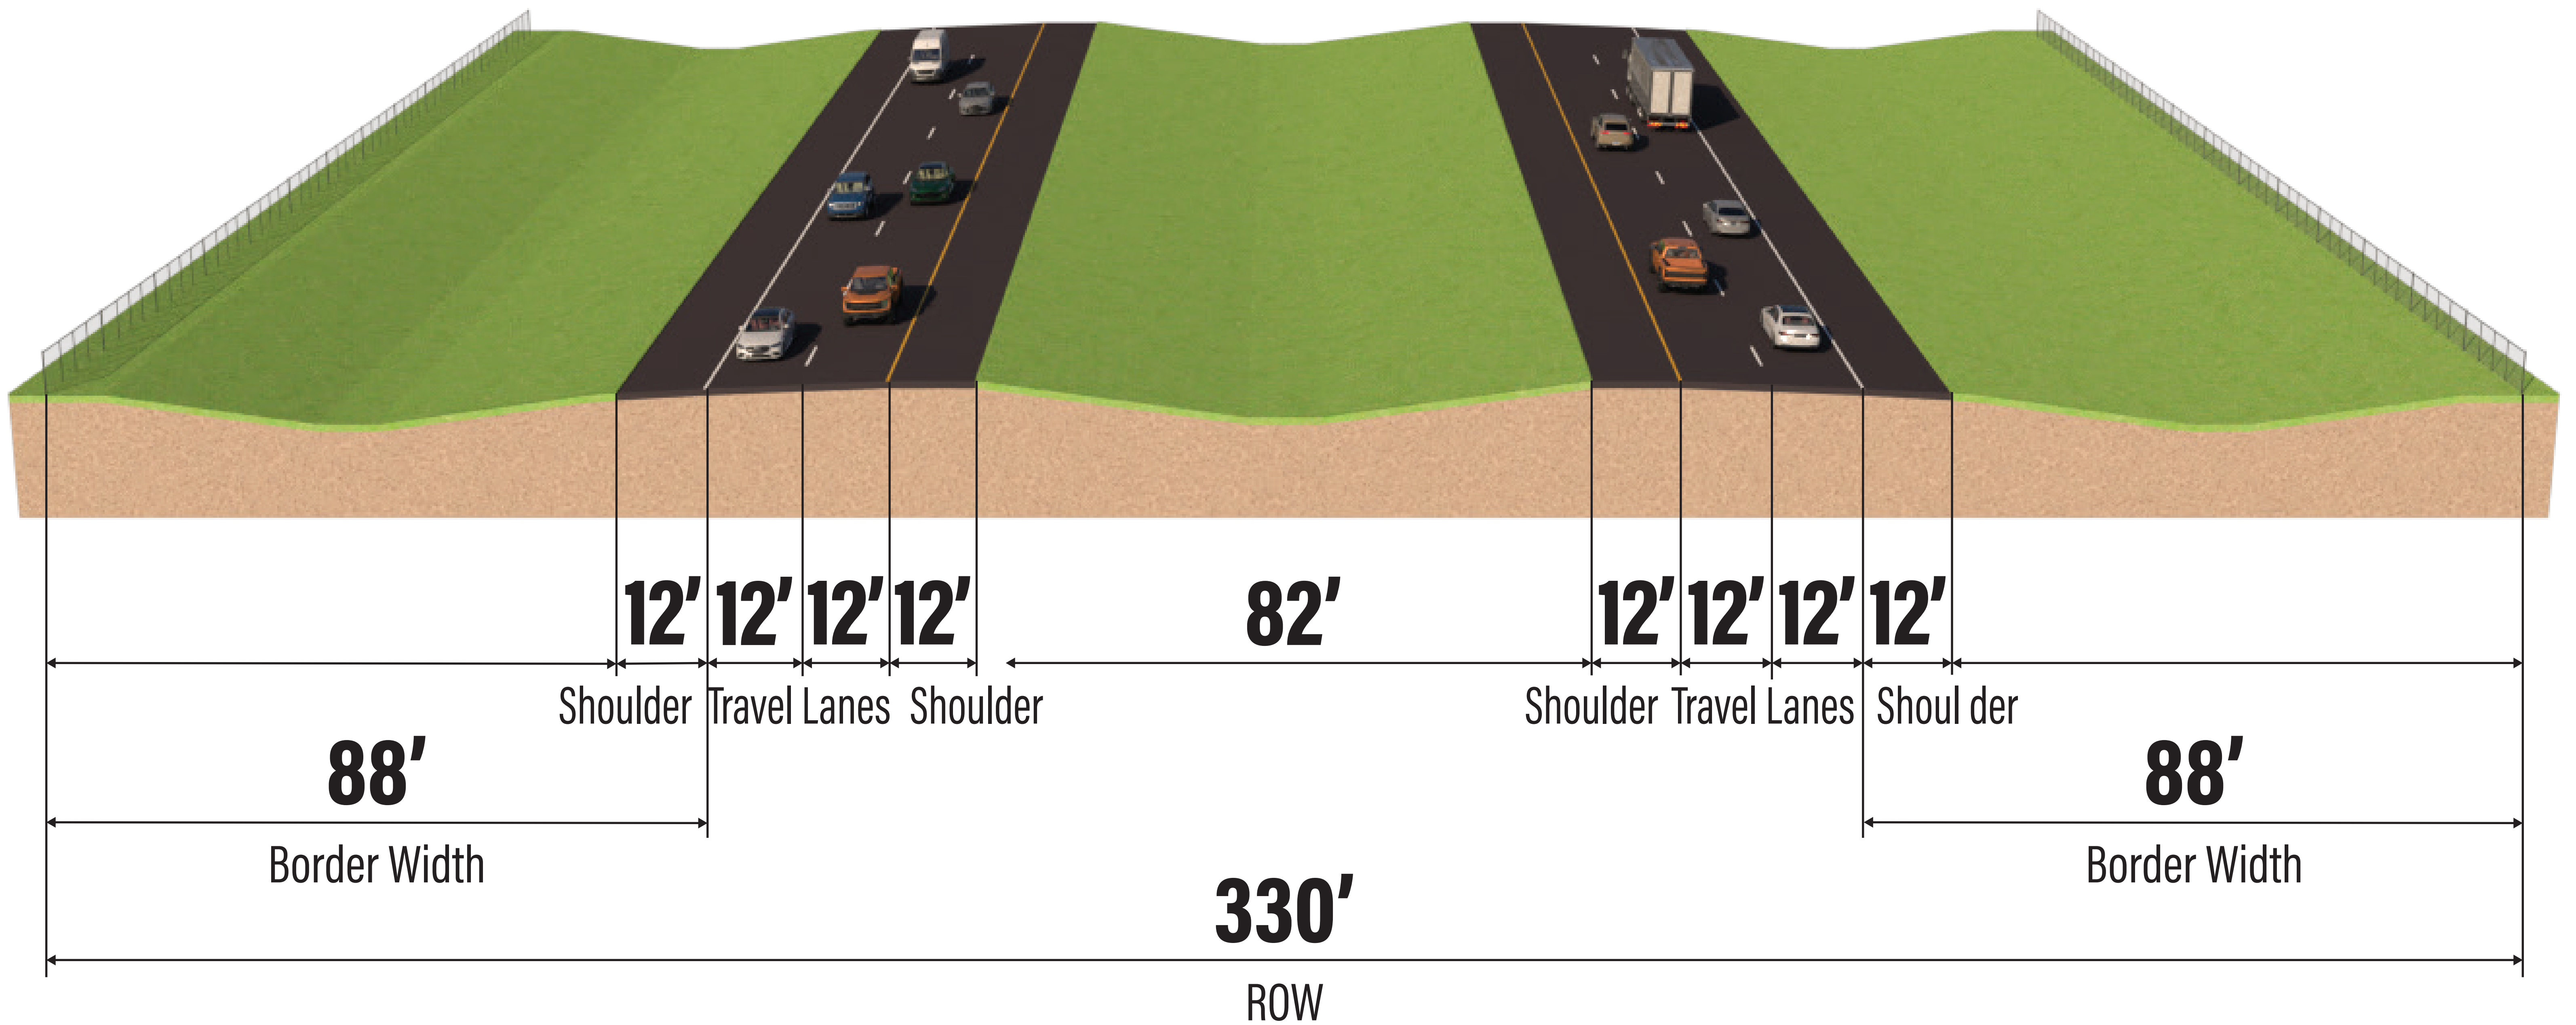 12' 12' 12' 12' 82' 12' 12' 12' 12'
Shoulder Travel Lanes Shoulder Shoulder Travel Lanes Shoul der
88' 88'
Border Width Border Width
330'
ROW